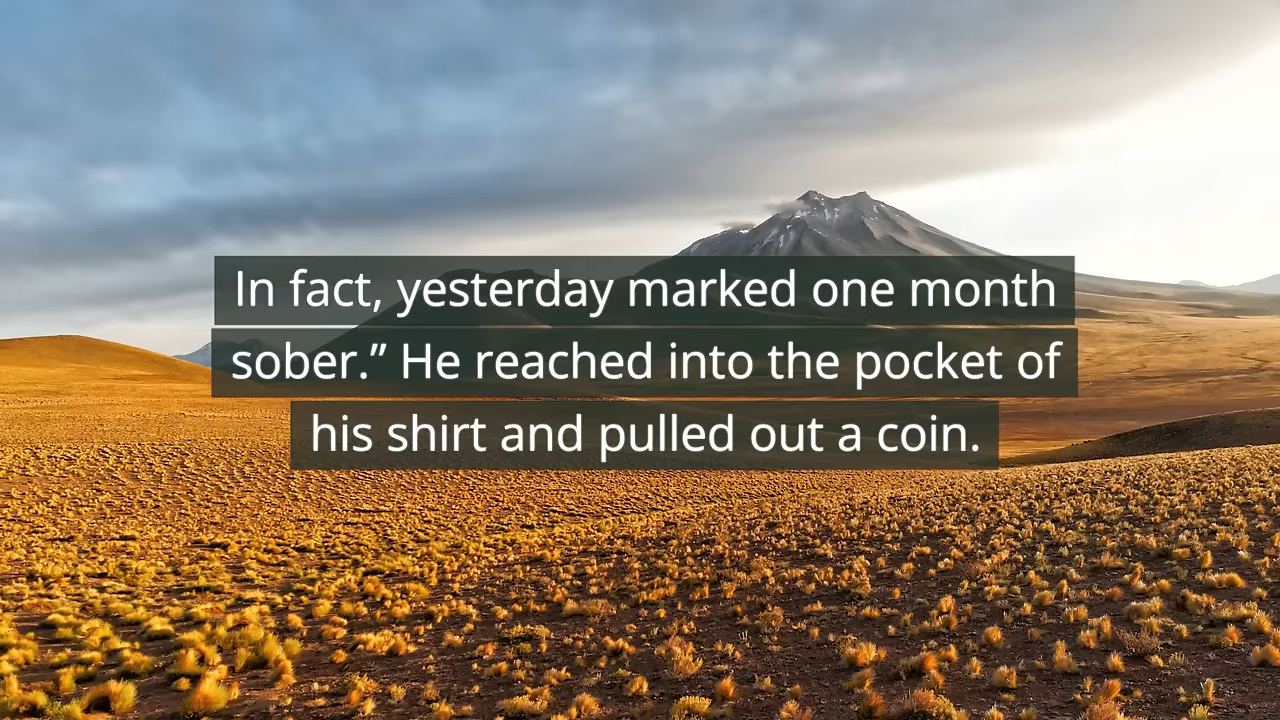 In fact, yesterday marked one month
sober.” He reached into the pocket of
his shirt and pulled out a coin.